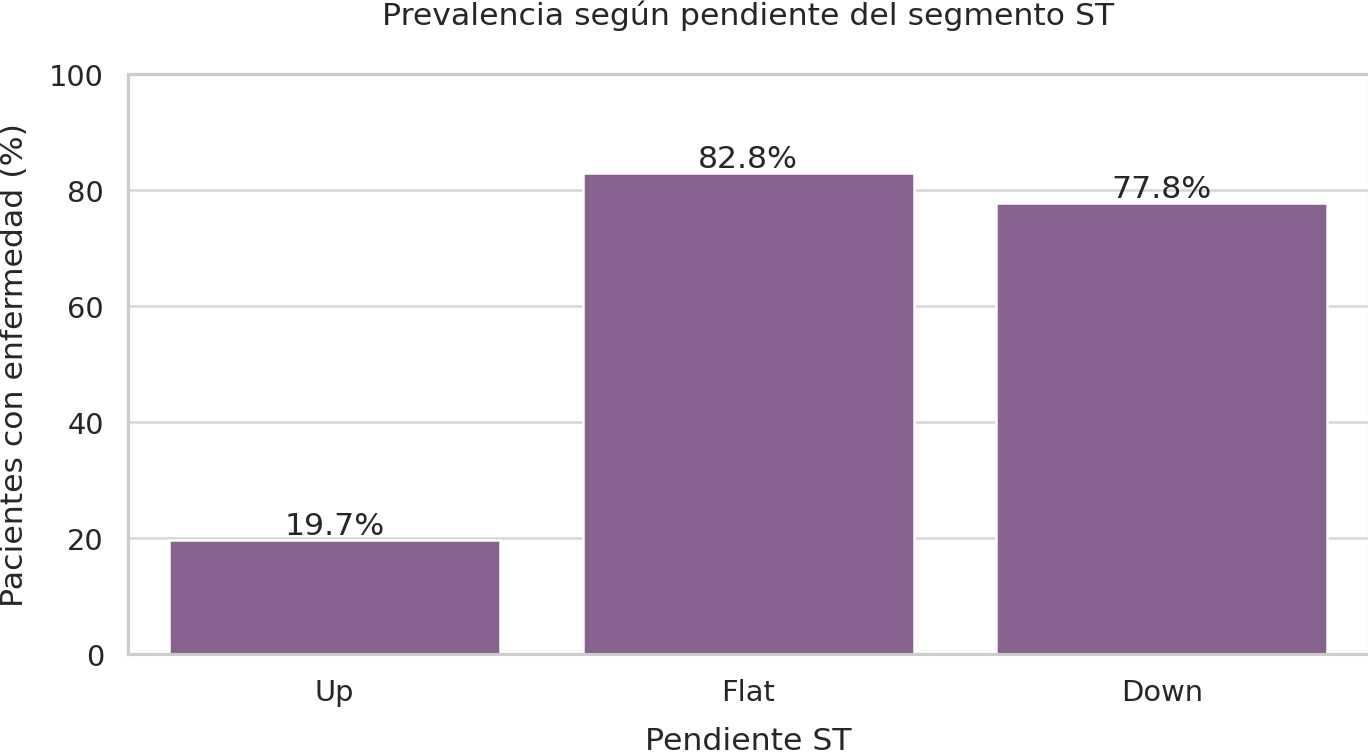 Prevalencia según pendiente del segmento ST
Pacientes con enfermedad (%)
100
80
60
40
20
0
19.7%
82.8%
77.8%
Up
Flat
Down
Pendiente ST